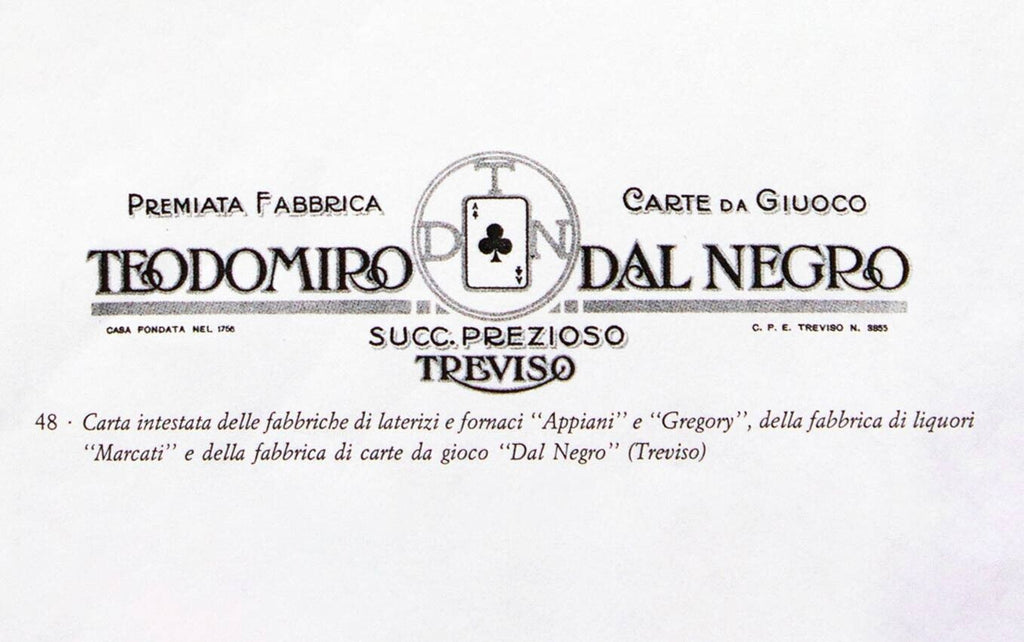 PREMIATA FABBRICA
CARTE DA GIUOCO
T
D N
A
A
TEODOMIRO DAL NEGRO
CASA FONDATA NEL 1756
C. P. E. TREVISO N. 3855
SUCC. PREZIOSO
TREVISO
48 · Carta intestata delle fabbriche di laterizi e fornaci “Appiani” e “Gregory”, della fabbrica di liquori
“Marcati” e della fabbrica di carte da gioco “Dal Negro” (Treviso)